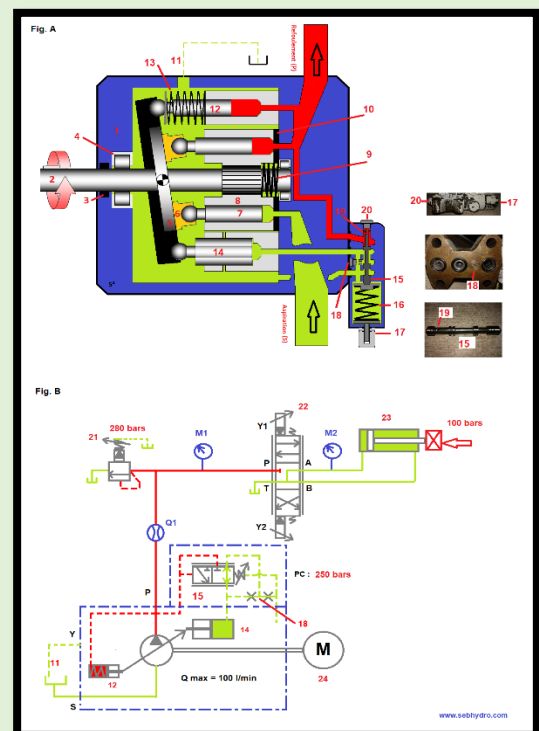 Fig. A
Refoulement (P)
11
13
12
10
1
4
9
2
20
20
17
3
8
6
7
5
19
14
18
15
18
16
S°
Aspiration (S)
17
19
15
Fig. B
22
280 bars
M1
Y1
M2
23
100 bars
21
P
A
T
B
Q1
Y2
PC : 250 bars
P
15
18
Y
14
11
M
12
Q max = 100 l/min
24
S
www.sebhydro.com